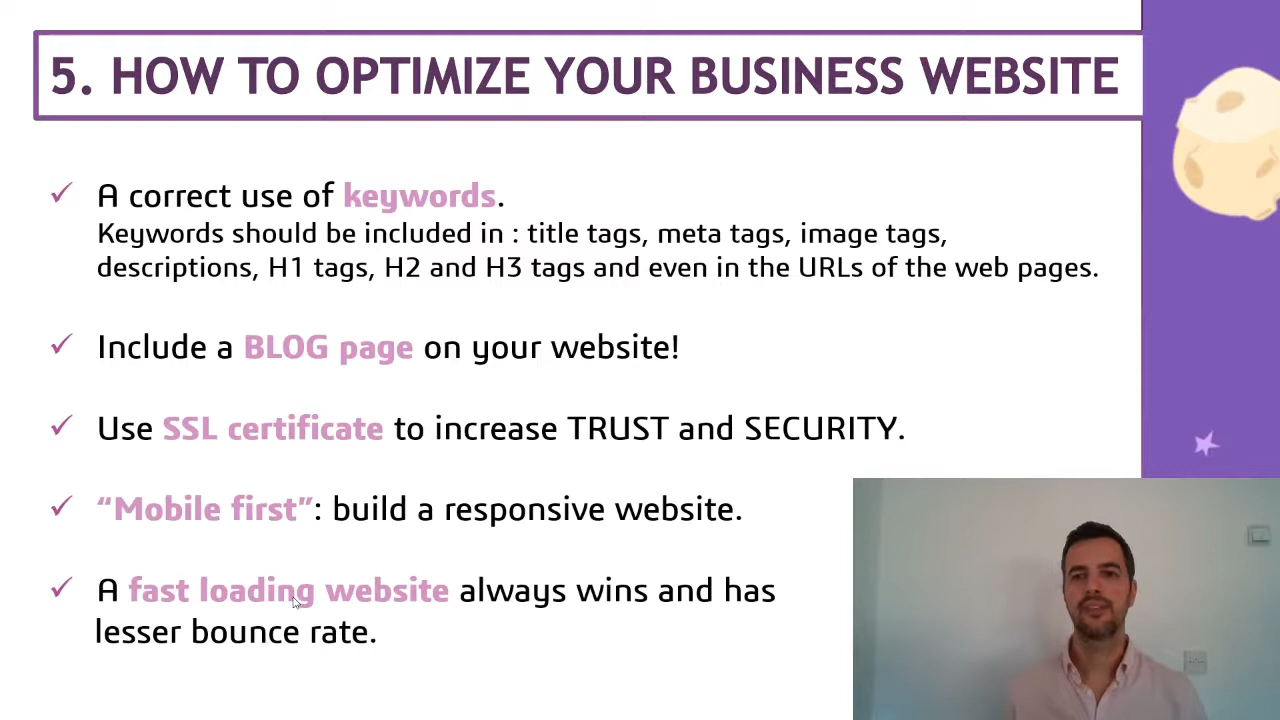 5. HOW TO OPTIMIZE YOUR BUSINESS WEBSITE
✓ A correct use of keywords.
Keywords should be included in : title tags, meta tags, image tags,
descriptions, H1 tags, H2 and H3 tags and even in the URLs of the web pages.
✓ Include a BLOG page on your website!
✓ Use SSL certificate to increase TRUST and SECURITY.
✓ “Mobile first”: build a responsive website.
✓ A fast loading website always wins and has
lesser bounce rate.